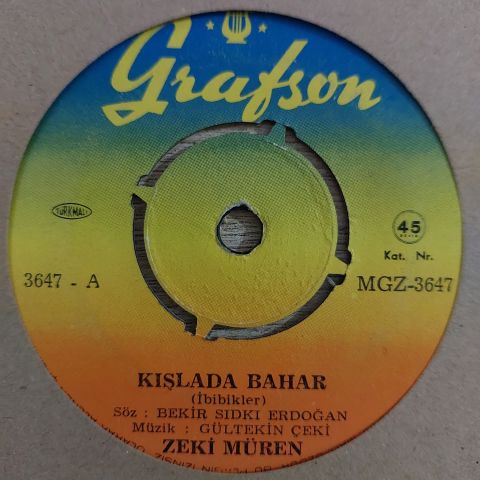 Grafson
TÜRKMALI
45
3647 - A
Kat. Nr.
MGZ-3647
KIŞLADA BAHAR
(İbibikler)
Söz : BEKİR SIDKI ERDOĞAN
Müzik : GÜLTEKİN ÇEKİ
ZEKİ MÜREN